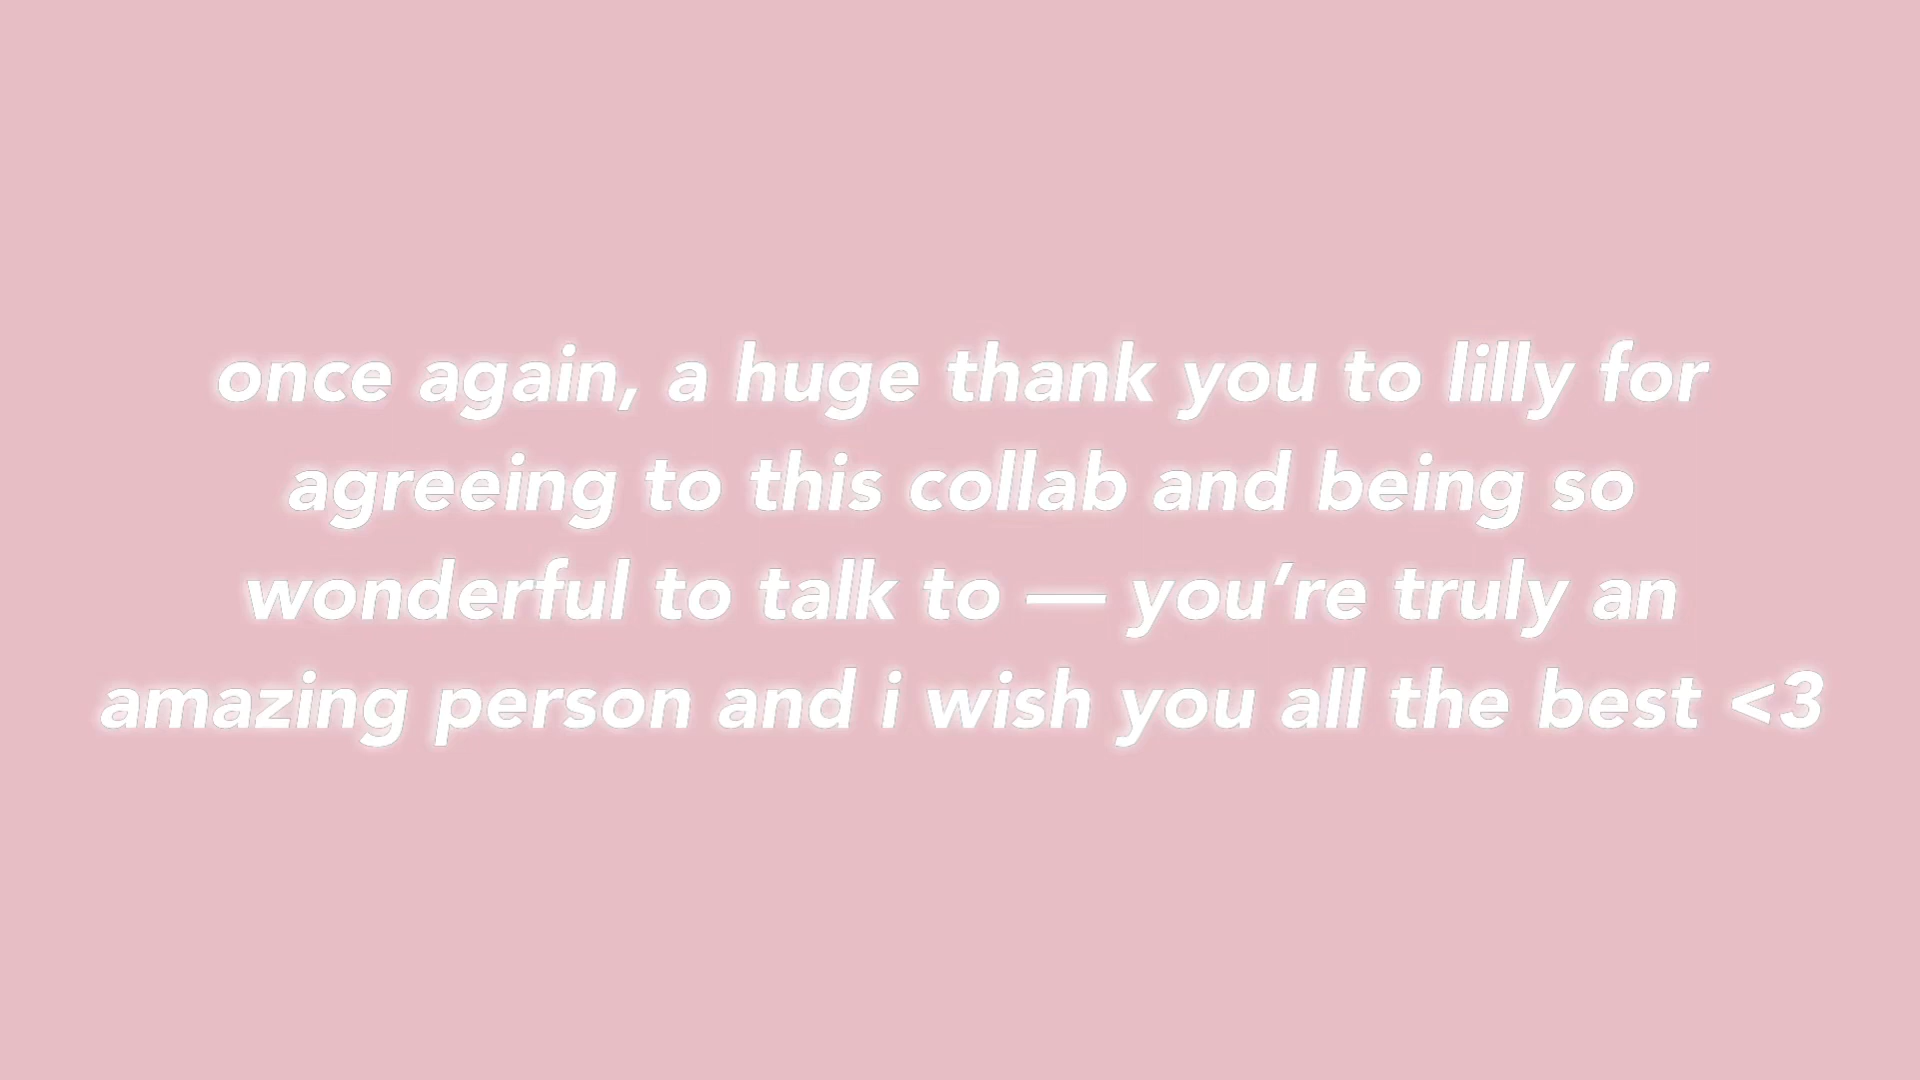 once again, a huge thank you to lilly for
agreeing to this collab and being so
wonderful to talk to — you’re truly an
amazing person and i wish you all the best <3